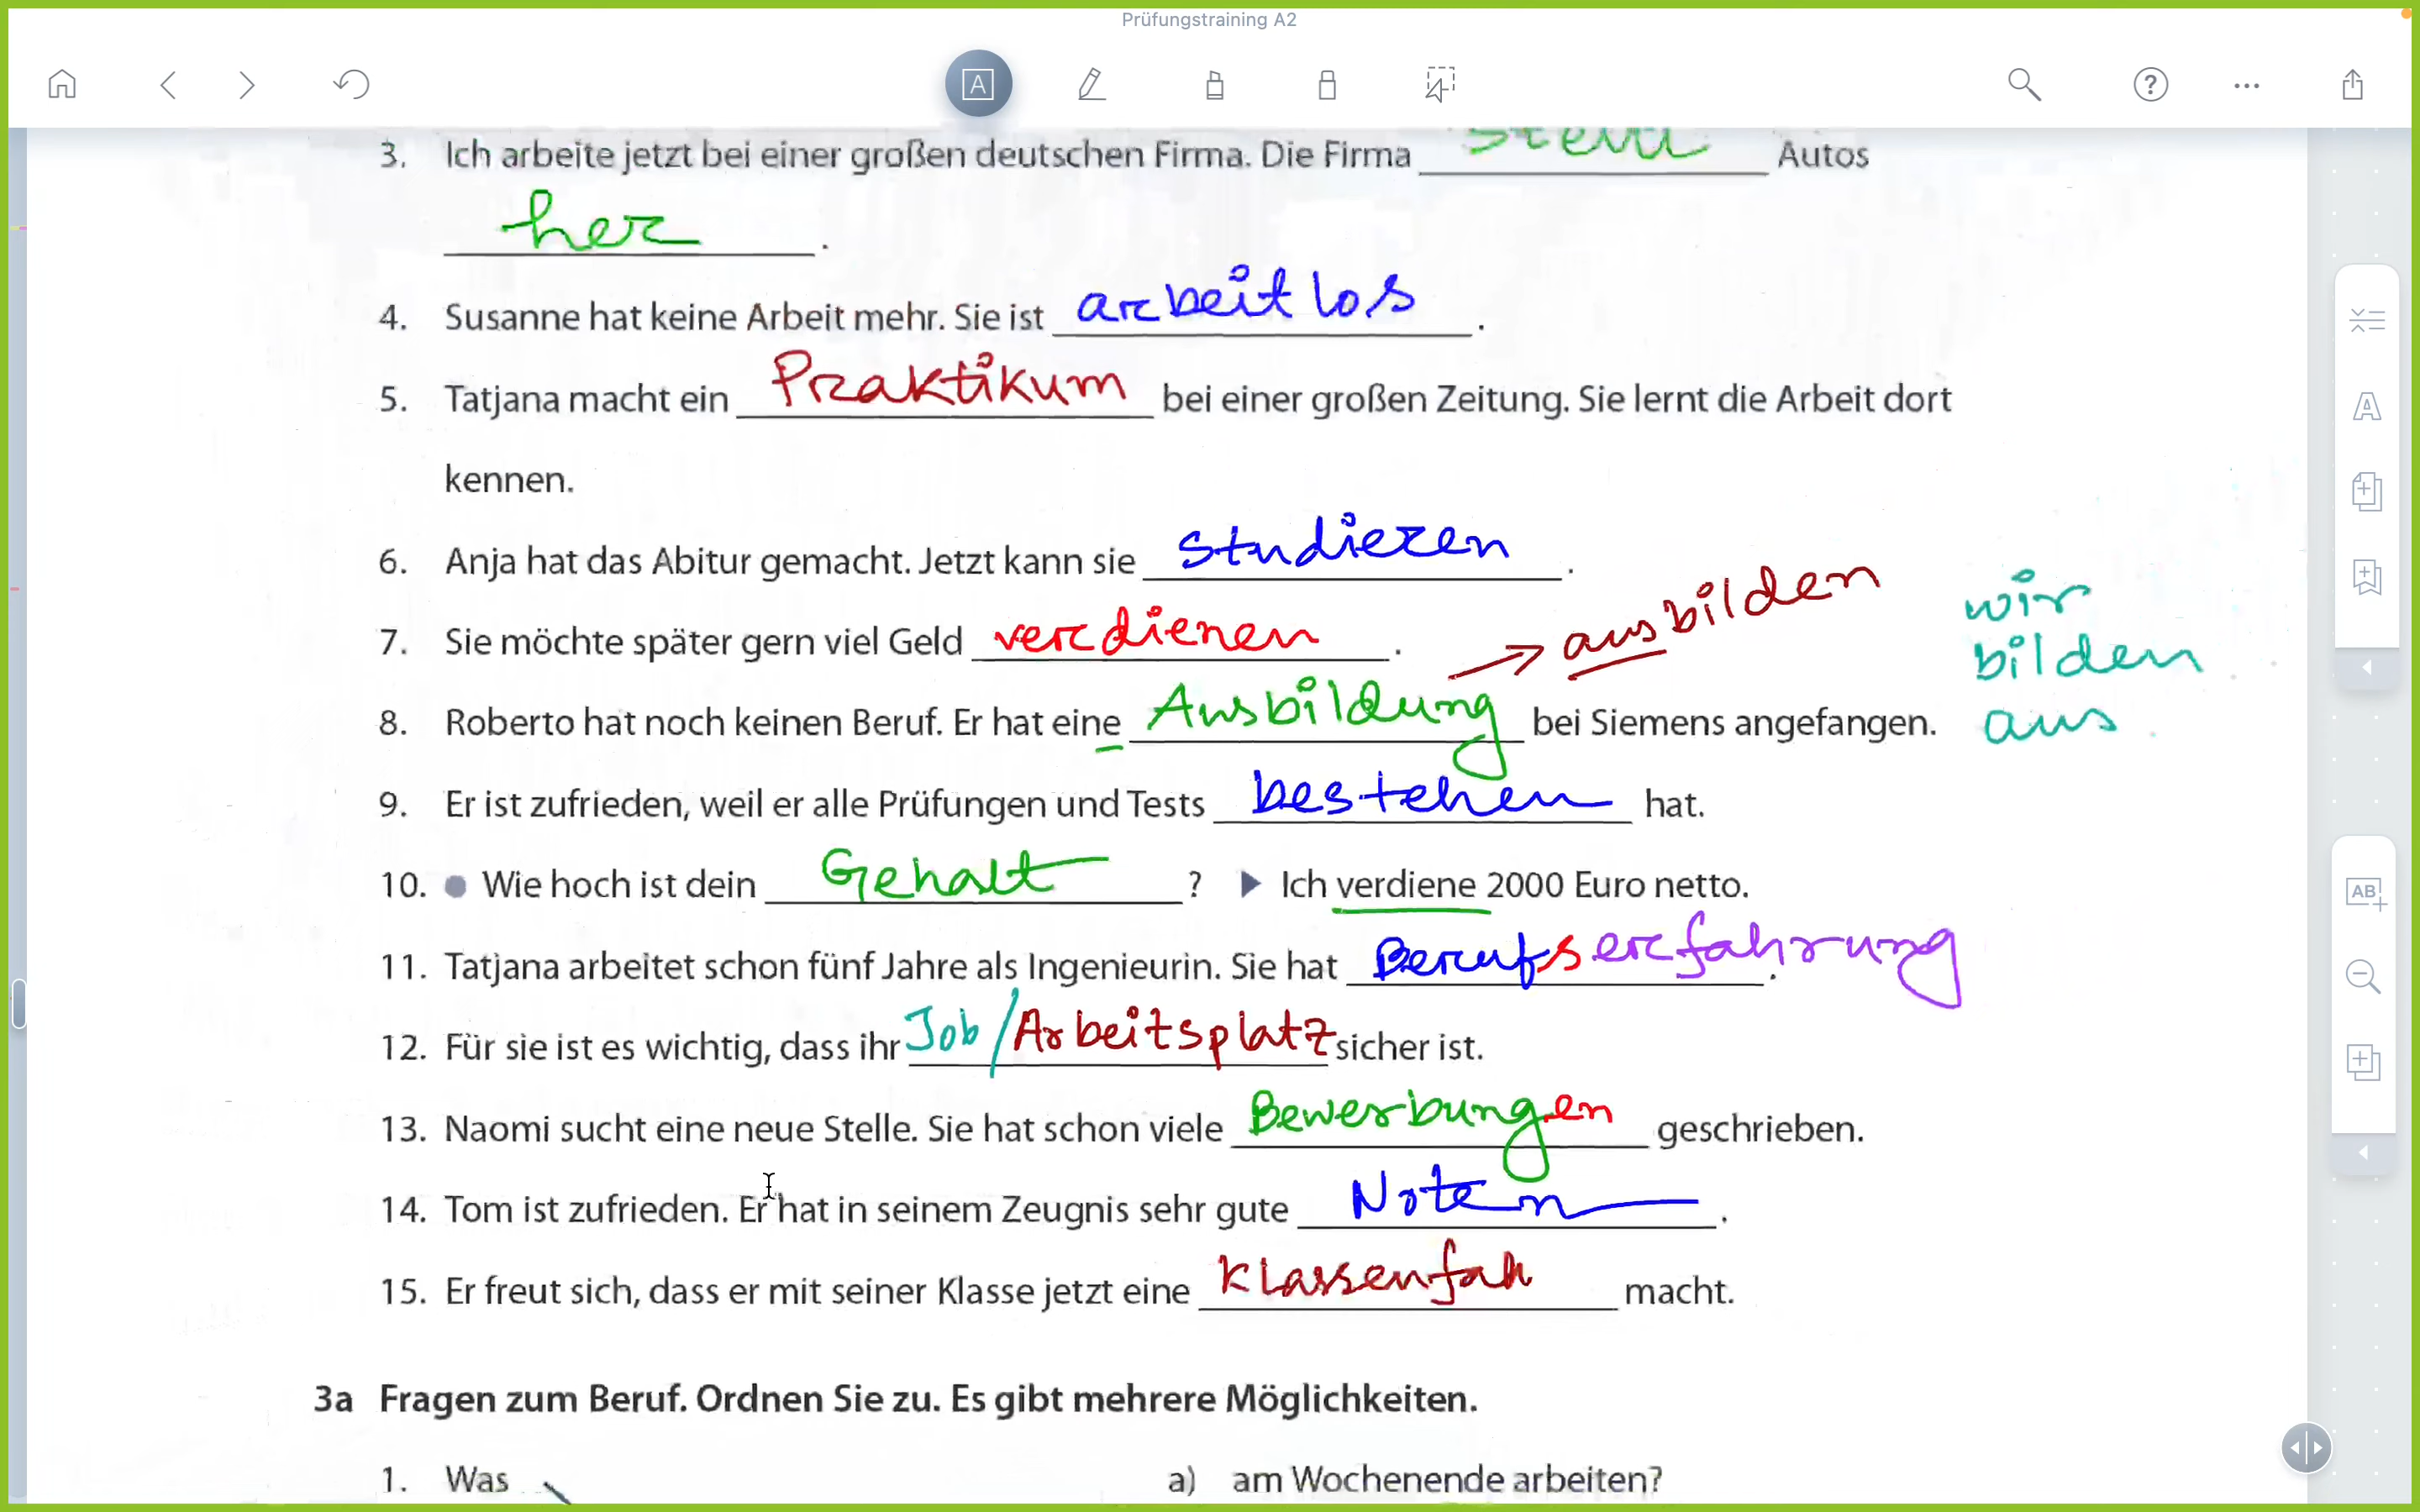 Prüfungstraining A2
3. Ich arbeite jetzt bei einer großen deutschen Firma. Die Firma stellt Autos
her.
4. Susanne hat keine Arbeit mehr. Sie ist arbeitlos.
5. Tatjana macht ein Praktikum bei einer großen Zeitung. Sie lernt die Arbeit dort
kennen.
6. Anja hat das Abitur gemacht. Jetzt kann sie studieren.
7. Sie möchte später gern viel Geld verdienen. → ausbilden
wir
bilden
aus
8. Roberto hat noch keinen Beruf. Er hat eine Ausbildung bei Siemens angefangen.
9. Er ist zufrieden, weil er alle Prüfungen und Tests bestehen hat.
10. ● Wie hoch ist dein Gehalt? ▶ Ich verdiene 2000 Euro netto.
11. Tatjana arbeitet schon fünf Jahre als Ingenieurin. Sie hat Berufserfahrung.
12. Für sie ist es wichtig, dass ihr Job/Arbeitsplatz sicher ist.
13. Naomi sucht eine neue Stelle. Sie hat schon viele Bewerbungen geschrieben.
14. Tom ist zufrieden. Er hat in seinem Zeugnis sehr gute Noten.
15. Er freut sich, dass er mit seiner Klasse jetzt eine Klassenfah macht.
3a Fragen zum Beruf. Ordnen Sie zu. Es gibt mehrere Möglichkeiten.
1. Was a) am Wochenende arbeiten?